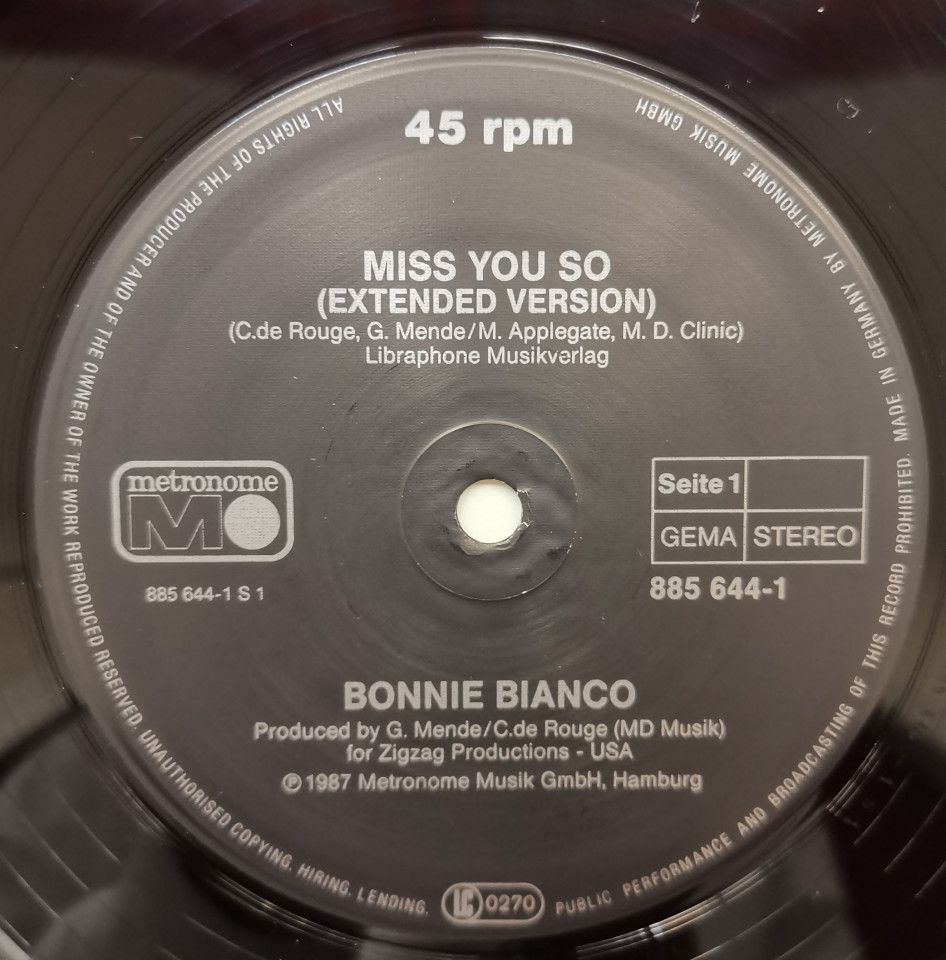 45 rpm
MISS YOU SO
(EXTENDED VERSION)
(C.de Rouge, G. Mende/M. Applegate, M. D. Clinic)
Libraphone Musikverlag
metronome
M
885 644-1 S 1
Seite 1
GEMA STEREO
885 644-1
BONNIE BIANCO
Produced by G. Mende/C.de Rouge (MD Musik)
for Zigzag Productions - USA
℗ 1987 Metronome Musik GmbH, Hamburg
ALL RIGHTS OF THE PRODUCER AND OF THE OWNER OF THE WORK REPRODUCED RESERVED. UNAUTHORISED COPYING. HIRING. LENDING. LC 0270 PUBLIC PERFORMANCE AND BROADCASTING OF THIS RECORD PROHIBITED. MADE IN GERMANY BY METRONOME MUSIK GMBH